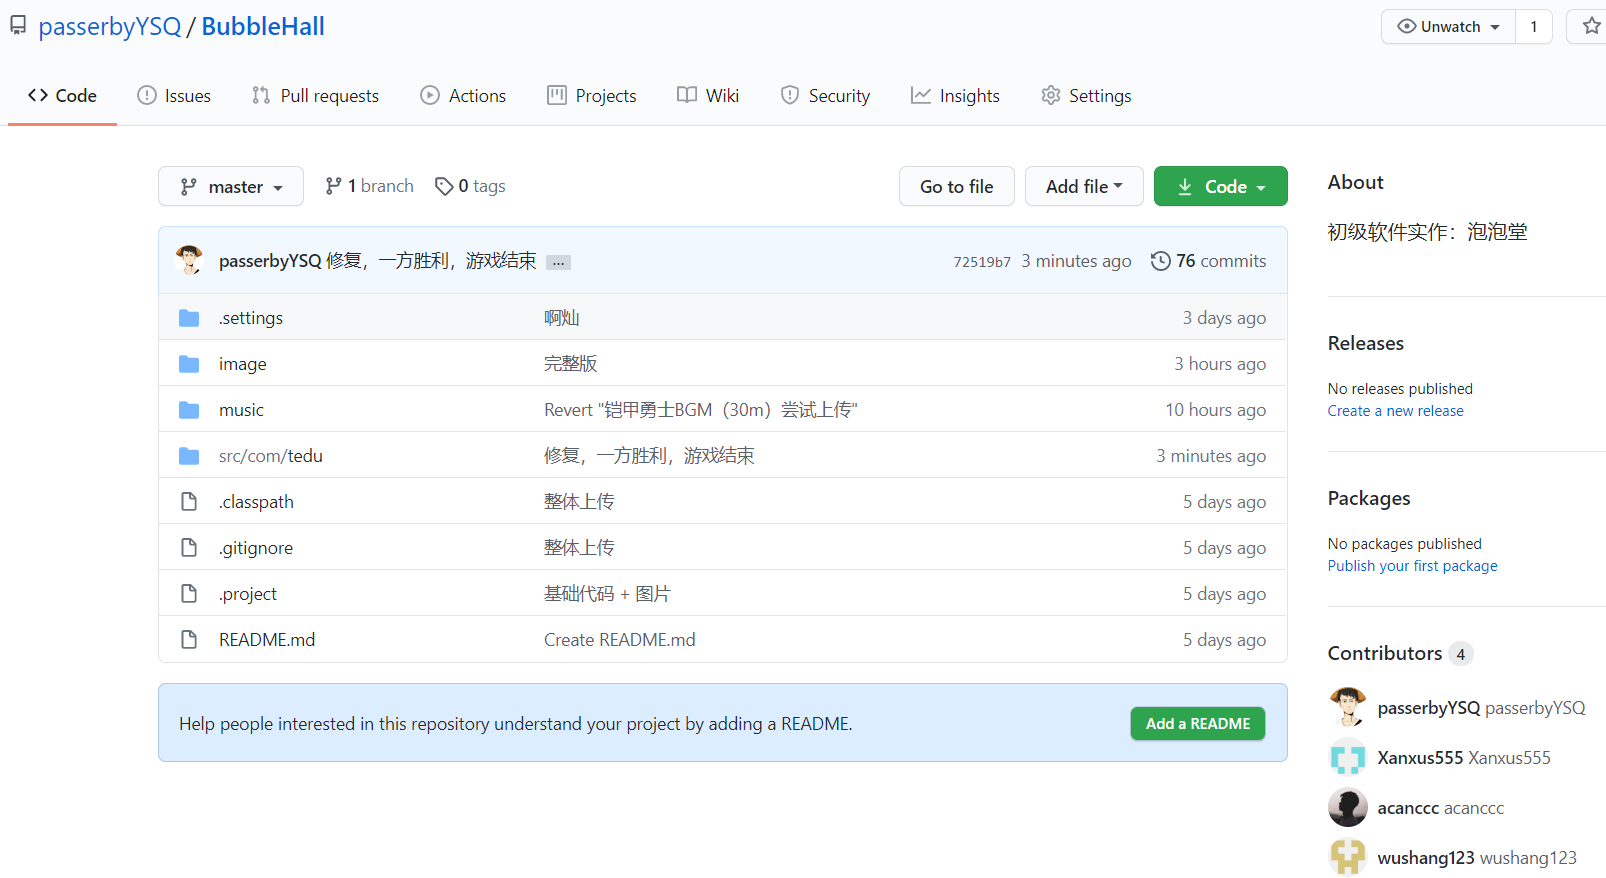 passerbyYSQ / BubbleHall
Unwatch 1
Code Issues Pull requests Actions Projects Wiki Security Insights Settings
master 1 branch 0 tags Go to file Add file Code
passerbyYSQ 修复，一方胜利，游戏结束 ... 72519b7 3 minutes ago 76 commits
.settings 啊灿 3 days ago
image 完整版 3 hours ago
music Revert "铠甲勇士BGM（30m）尝试上传" 10 hours ago
src/com/tedu 修复，一方胜利，游戏结束 3 minutes ago
.classpath 整体上传 5 days ago
.gitignore 整体上传 5 days ago
.project 基础代码 + 图片 5 days ago
README.md Create README.md 5 days ago
Help people interested in this repository understand your project by adding a README. Add a README
About
初级软件实作：泡泡堂
Releases
No releases published
Create a new release
Packages
No packages published
Publish your first package
Contributors 4
passerbyYSQ passerbyYSQ
Xanxus555 Xanxus555
acanccc acanccc
wushang123 wushang123